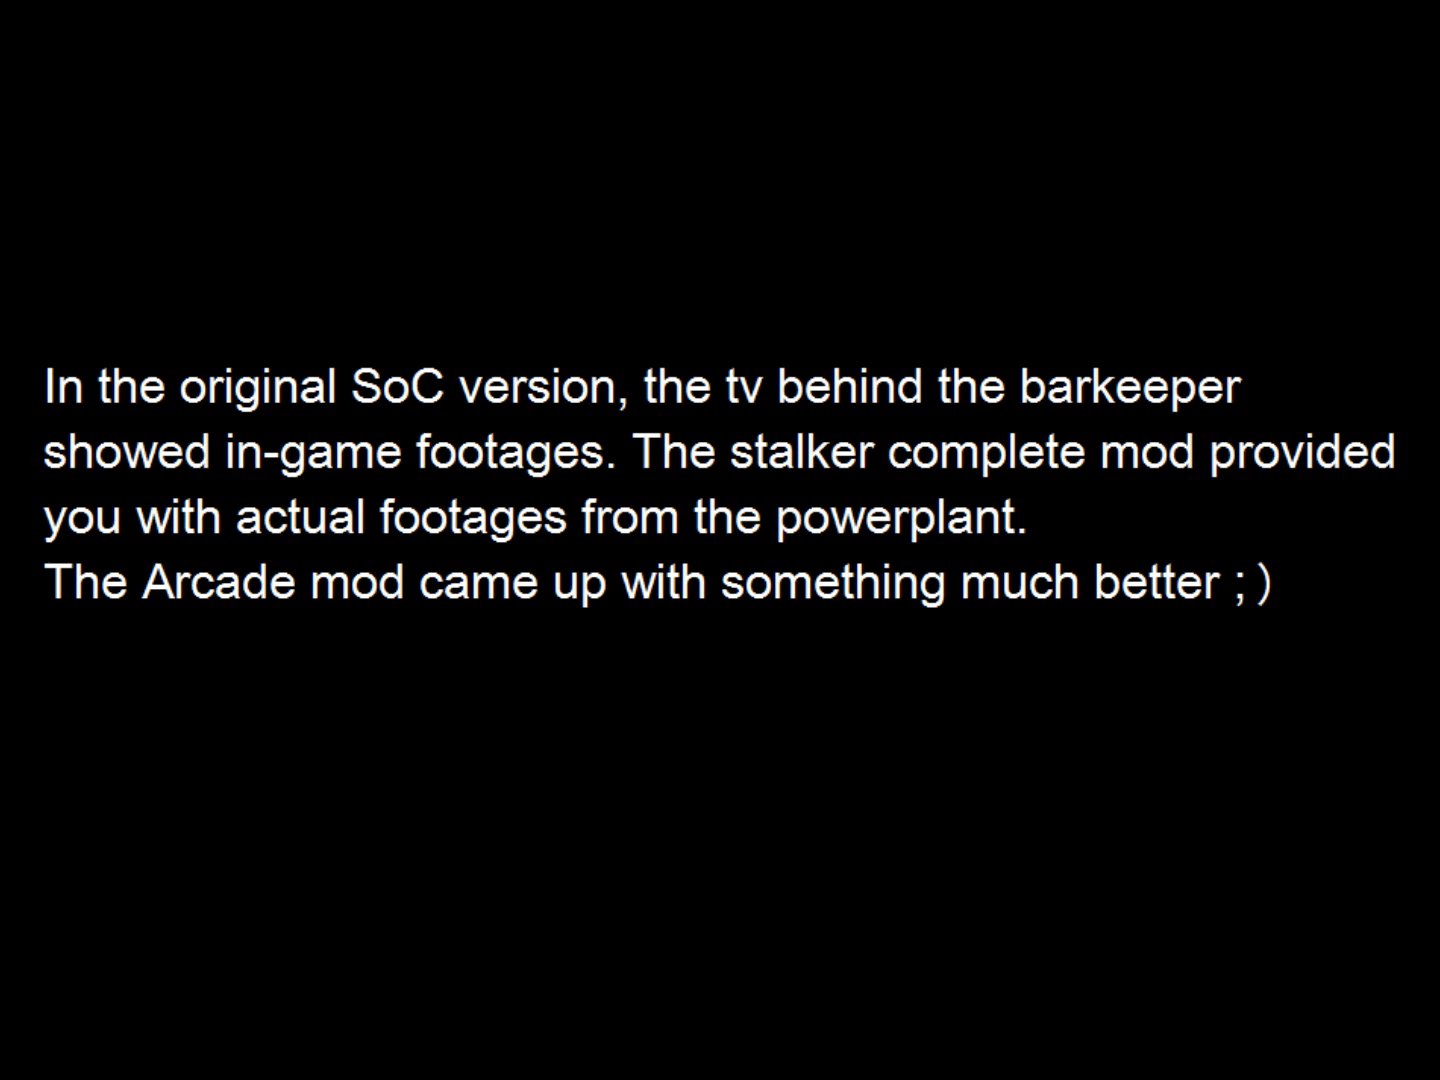 In the original SoC version, the tv behind the barkeeper
showed in-game footages. The stalker complete mod provided
you with actual footages from the powerplant.
The Arcade mod came up with something much better ; )